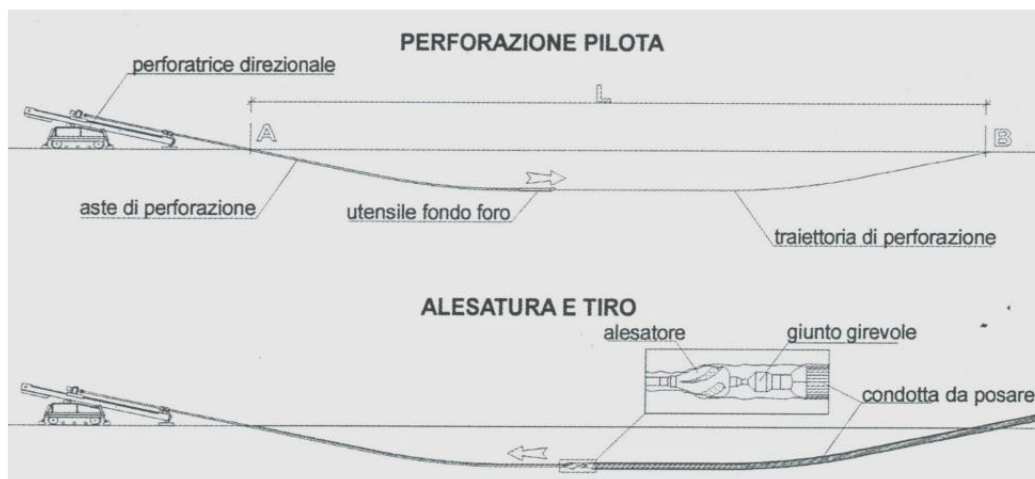 PERFORAZIONE PILOTA
perforatrice direzionale
L
A
B
aste di perforazione
utensile fondo foro
traiettoria di perforazione
ALESATURA E TIRO
alesatore
giunto girevole
condotta da posare